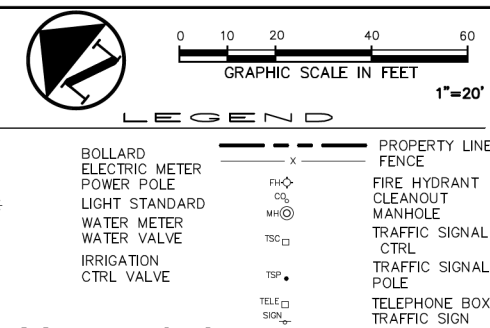 0 10 20 40 60
GRAPHIC SCALE IN FEET
1"=20'
LEGEND
BOLLARD
ELECTRIC METER
POWER POLE
LIGHT STANDARD
WATER METER
WATER VALVE
IRRIGATION
CTRL VALVE
X
FH
CO
MH
TSC
TSP
TELE
SIGN
PROPERTY LINE
FENCE
FIRE HYDRANT
CLEANOUT
MANHOLE
TRAFFIC SIGNAL
CTRL
TRAFFIC SIGNAL
POLE
TELEPHONE BOX
TRAFFIC SIGN